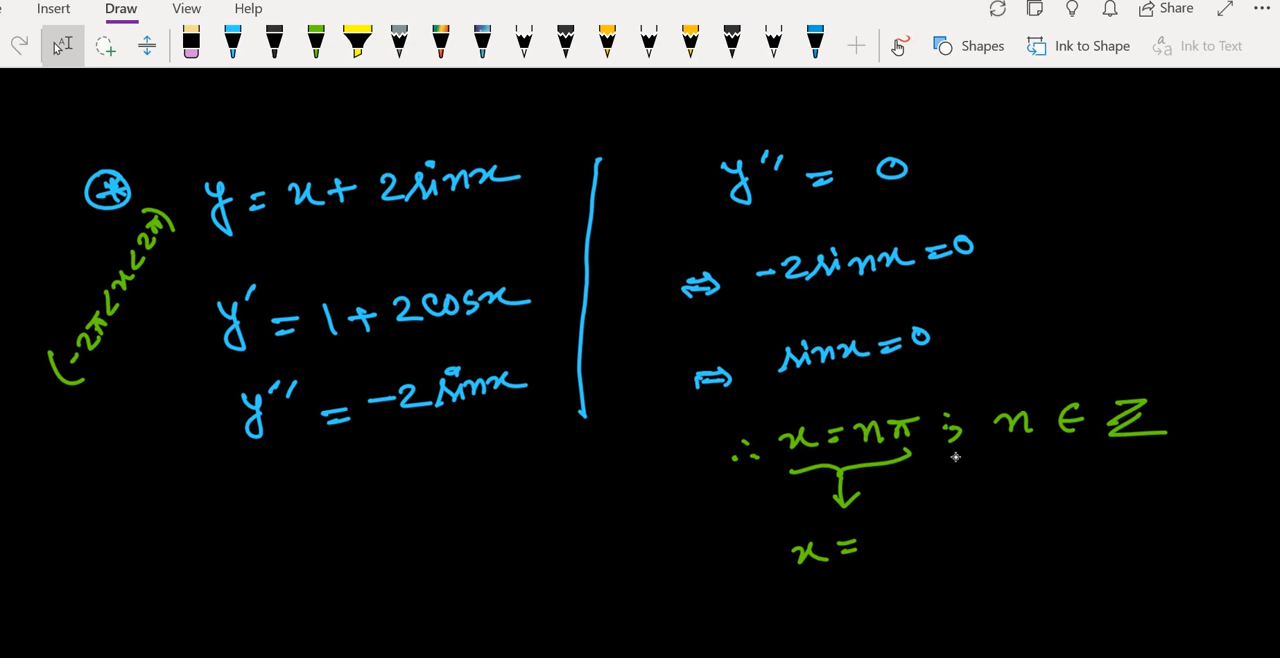 Insert Draw View Help Share
Shapes Ink to Shape Ink to Text
⊛ y = x + 2sinx
(-2π<x<2π)
y' = 1 + 2cosx
y'' = -2sinx
y'' = 0
⇔ -2sinx = 0
⇔ sinx = 0
∴ x = nπ ; n ∈ ℤ
x =